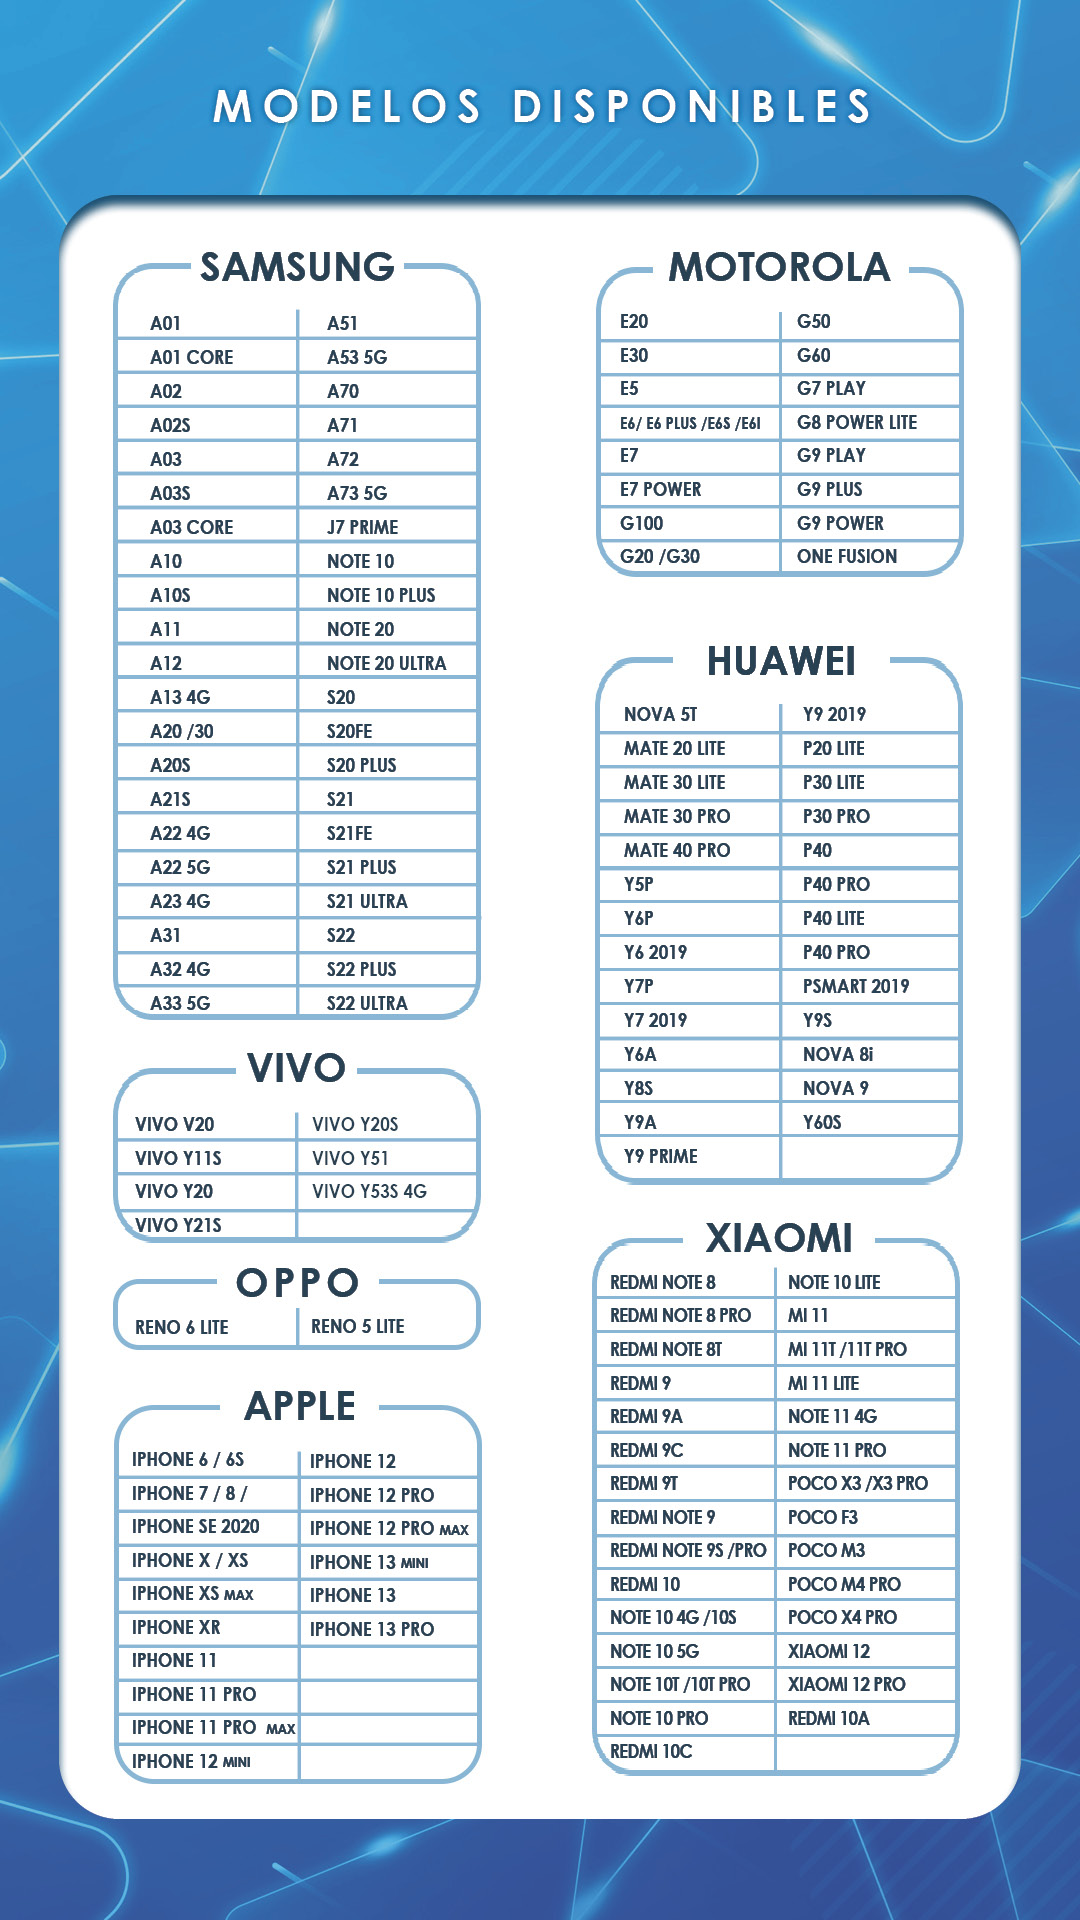 MODELOS DISPONIBLES
SAMSUNG
A01 A51
A01 CORE A53 5G
A02 A70
A02S A71
A03 A72
A03S A73 5G
A03 CORE J7 PRIME
A10 NOTE 10
A10S NOTE 10 PLUS
A11 NOTE 20
A12 NOTE 20 ULTRA
A13 4G S20
A20 /30 S20FE
A20S S20 PLUS
A21S S21
A22 4G S21FE
A22 5G S21 PLUS
A23 4G S21 ULTRA
A31 S22
A32 4G S22 PLUS
A33 5G S22 ULTRA
VIVO
VIVO V20 VIVO Y20S
VIVO Y11S VIVO Y51
VIVO Y20 VIVO Y53S 4G
VIVO Y21S
OPPO
RENO 6 LITE RENO 5 LITE
APPLE
IPHONE 6 / 6S IPHONE 12
IPHONE 7 / 8 / IPHONE 12 PRO
IPHONE SE 2020 IPHONE 12 PRO MAX
IPHONE X / XS IPHONE 13 MINI
IPHONE XS MAX IPHONE 13
IPHONE XR IPHONE 13 PRO
IPHONE 11
IPHONE 11 PRO
IPHONE 11 PRO MAX
IPHONE 12 MINI
MOTOROLA
E20 G50
E30 G60
E5 G7 PLAY
E6/ E6 PLUS /E6S /E6I G8 POWER LITE
E7 G9 PLAY
E7 POWER G9 PLUS
G100 G9 POWER
G20 /G30 ONE FUSION
HUAWEI
NOVA 5T Y9 2019
MATE 20 LITE P20 LITE
MATE 30 LITE P30 LITE
MATE 30 PRO P30 PRO
MATE 40 PRO P40
Y5P P40 PRO
Y6P P40 LITE
Y6 2019 P40 PRO
Y7P PSMART 2019
Y7 2019 Y9S
Y6A NOVA 8i
Y8S NOVA 9
Y9A Y60S
Y9 PRIME
XIAOMI
REDMI NOTE 8 NOTE 10 LITE
REDMI NOTE 8 PRO MI 11
REDMI NOTE 8T MI 11T /11T PRO
REDMI 9 MI 11 LITE
REDMI 9A NOTE 11 4G
REDMI 9C NOTE 11 PRO
REDMI 9T POCO X3 /X3 PRO
REDMI NOTE 9 POCO F3
REDMI NOTE 9S /PRO POCO M3
REDMI 10 POCO M4 PRO
NOTE 10 4G /10S POCO X4 PRO
NOTE 10 5G XIAOMI 12
NOTE 10T /10T PRO XIAOMI 12 PRO
NOTE 10 PRO REDMI 10A
REDMI 10C